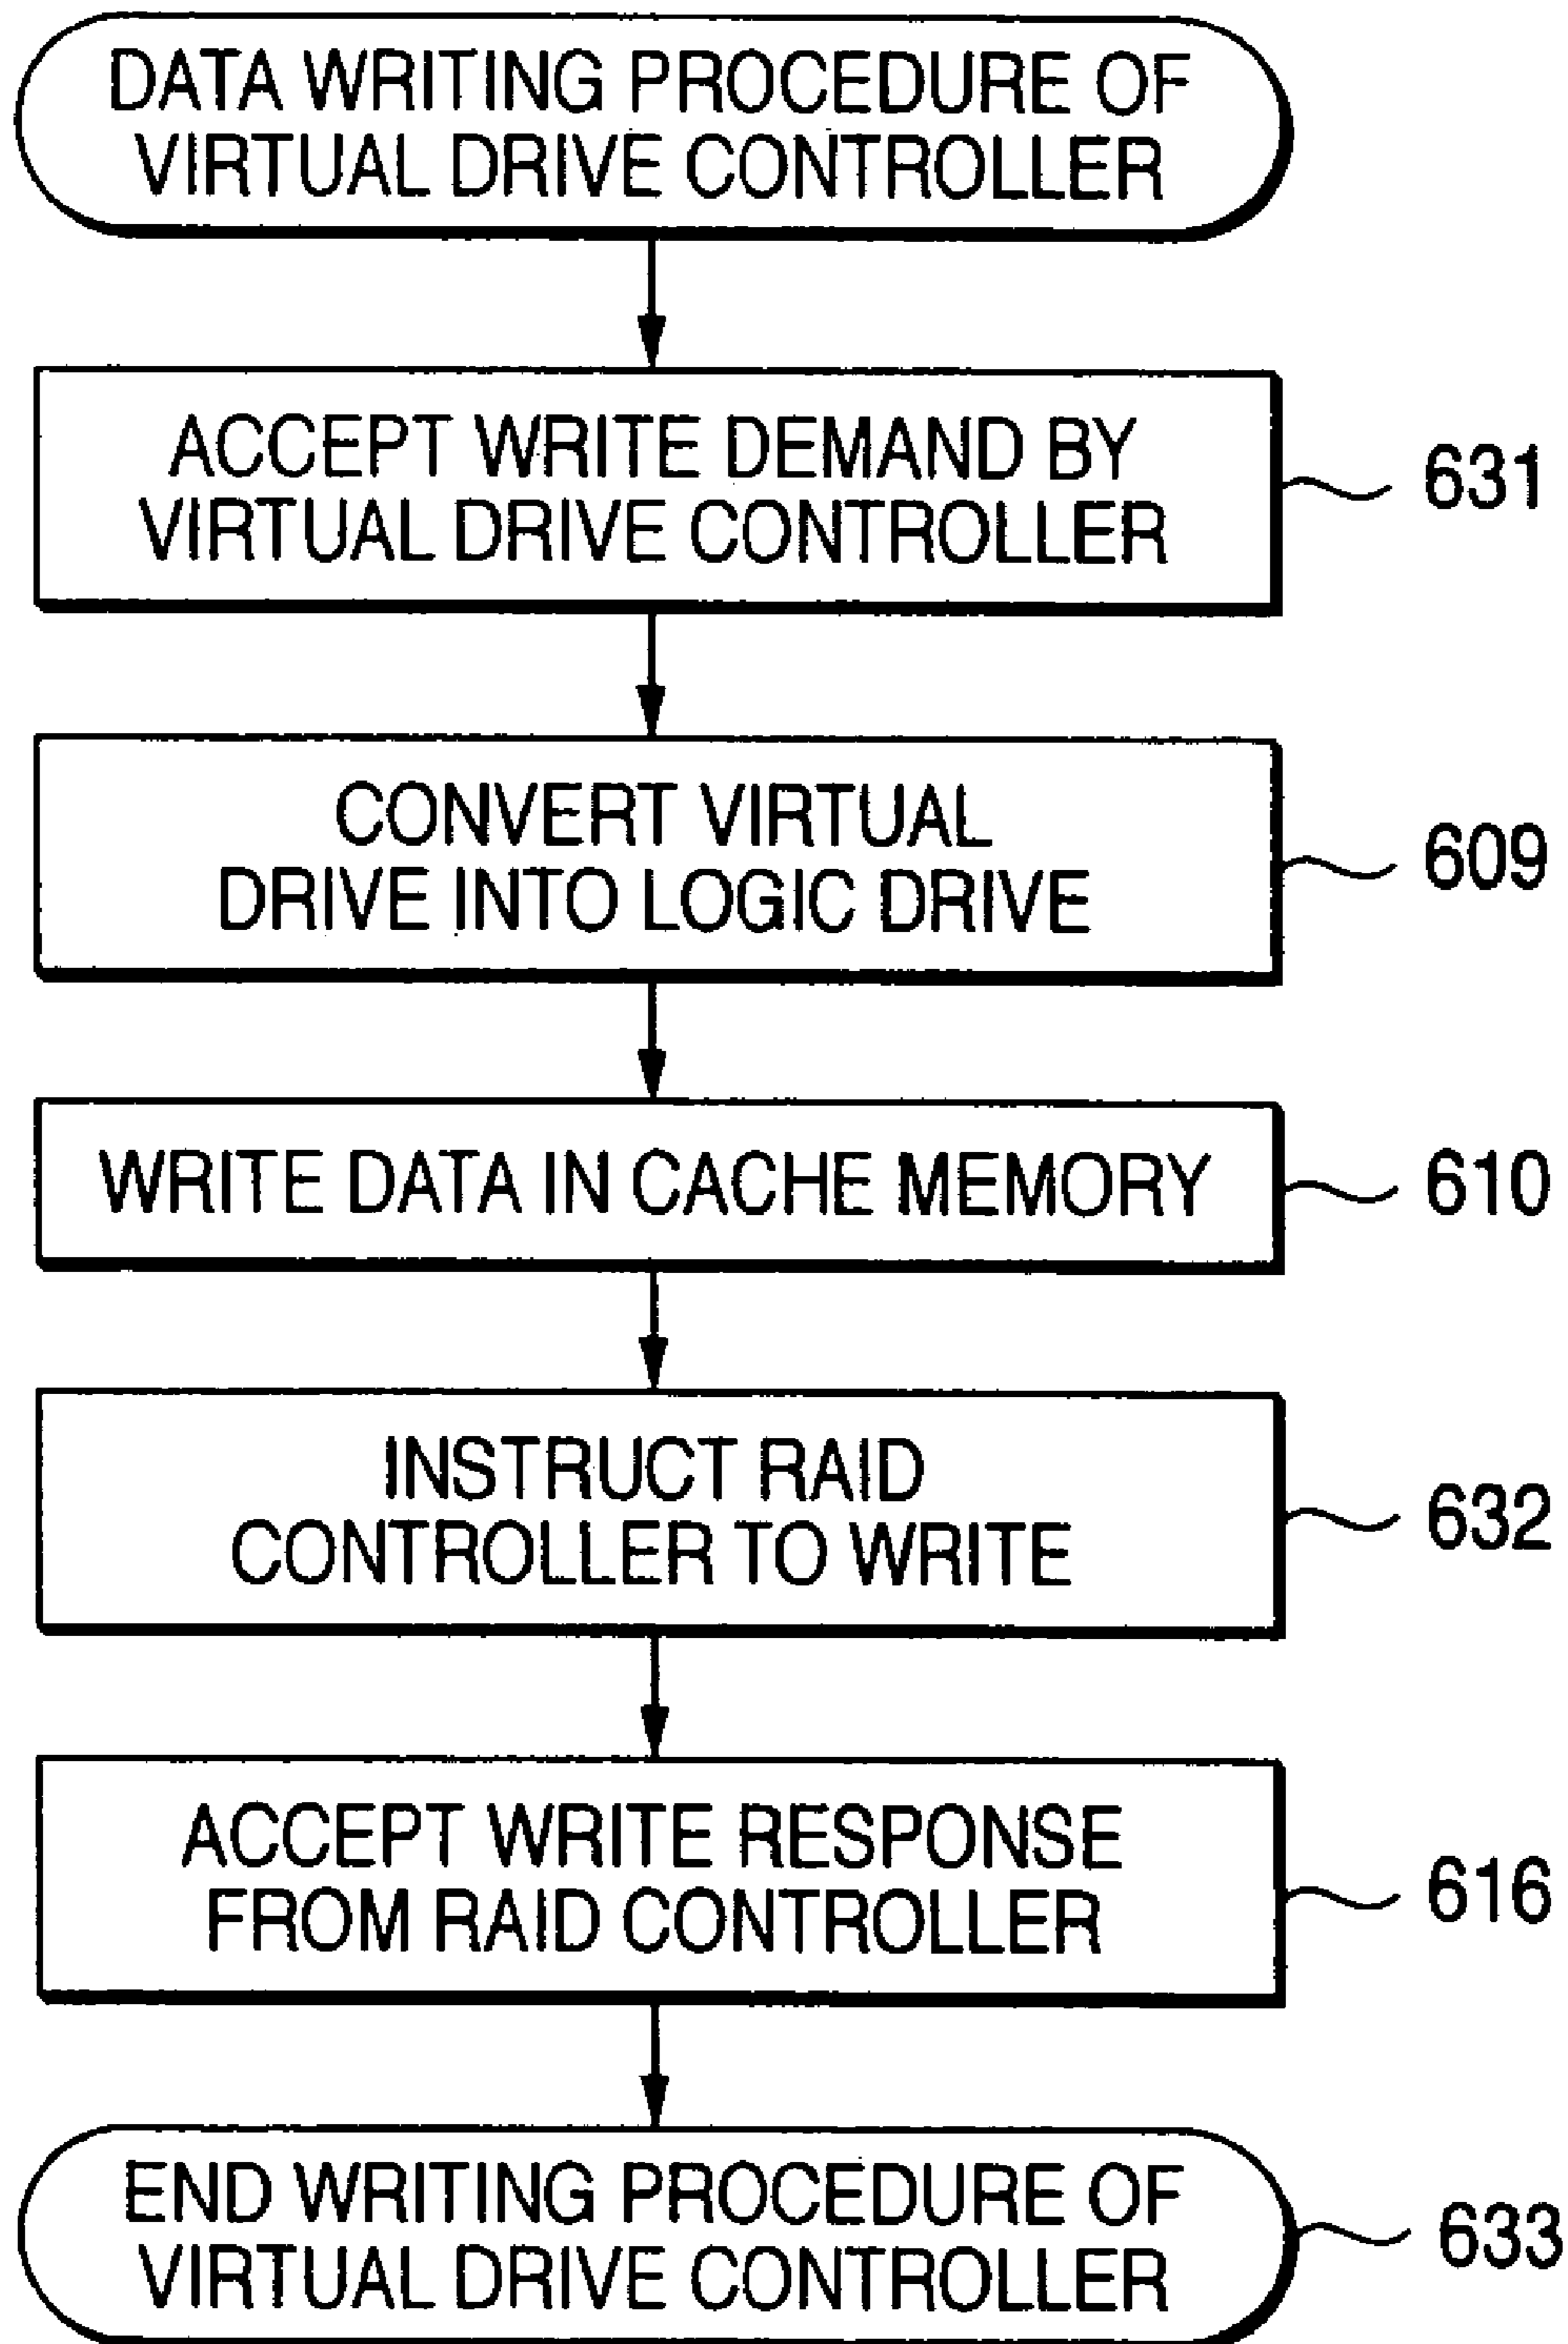 DATA WRITING PROCEDURE OF
VIRTUAL DRIVE CONTROLLER
ACCEPT WRITE DEMAND BY
VIRTUAL DRIVE CONTROLLER
631
CONVERT VIRTUAL
DRIVE INTO LOGIC DRIVE
609
WRITE DATA IN CACHE MEMORY
610
INSTRUCT RAID
CONTROLLER TO WRITE
632
ACCEPT WRITE RESPONSE
FROM RAID CONTROLLER
616
END WRITING PROCEDURE OF
VIRTUAL DRIVE CONTROLLER
633